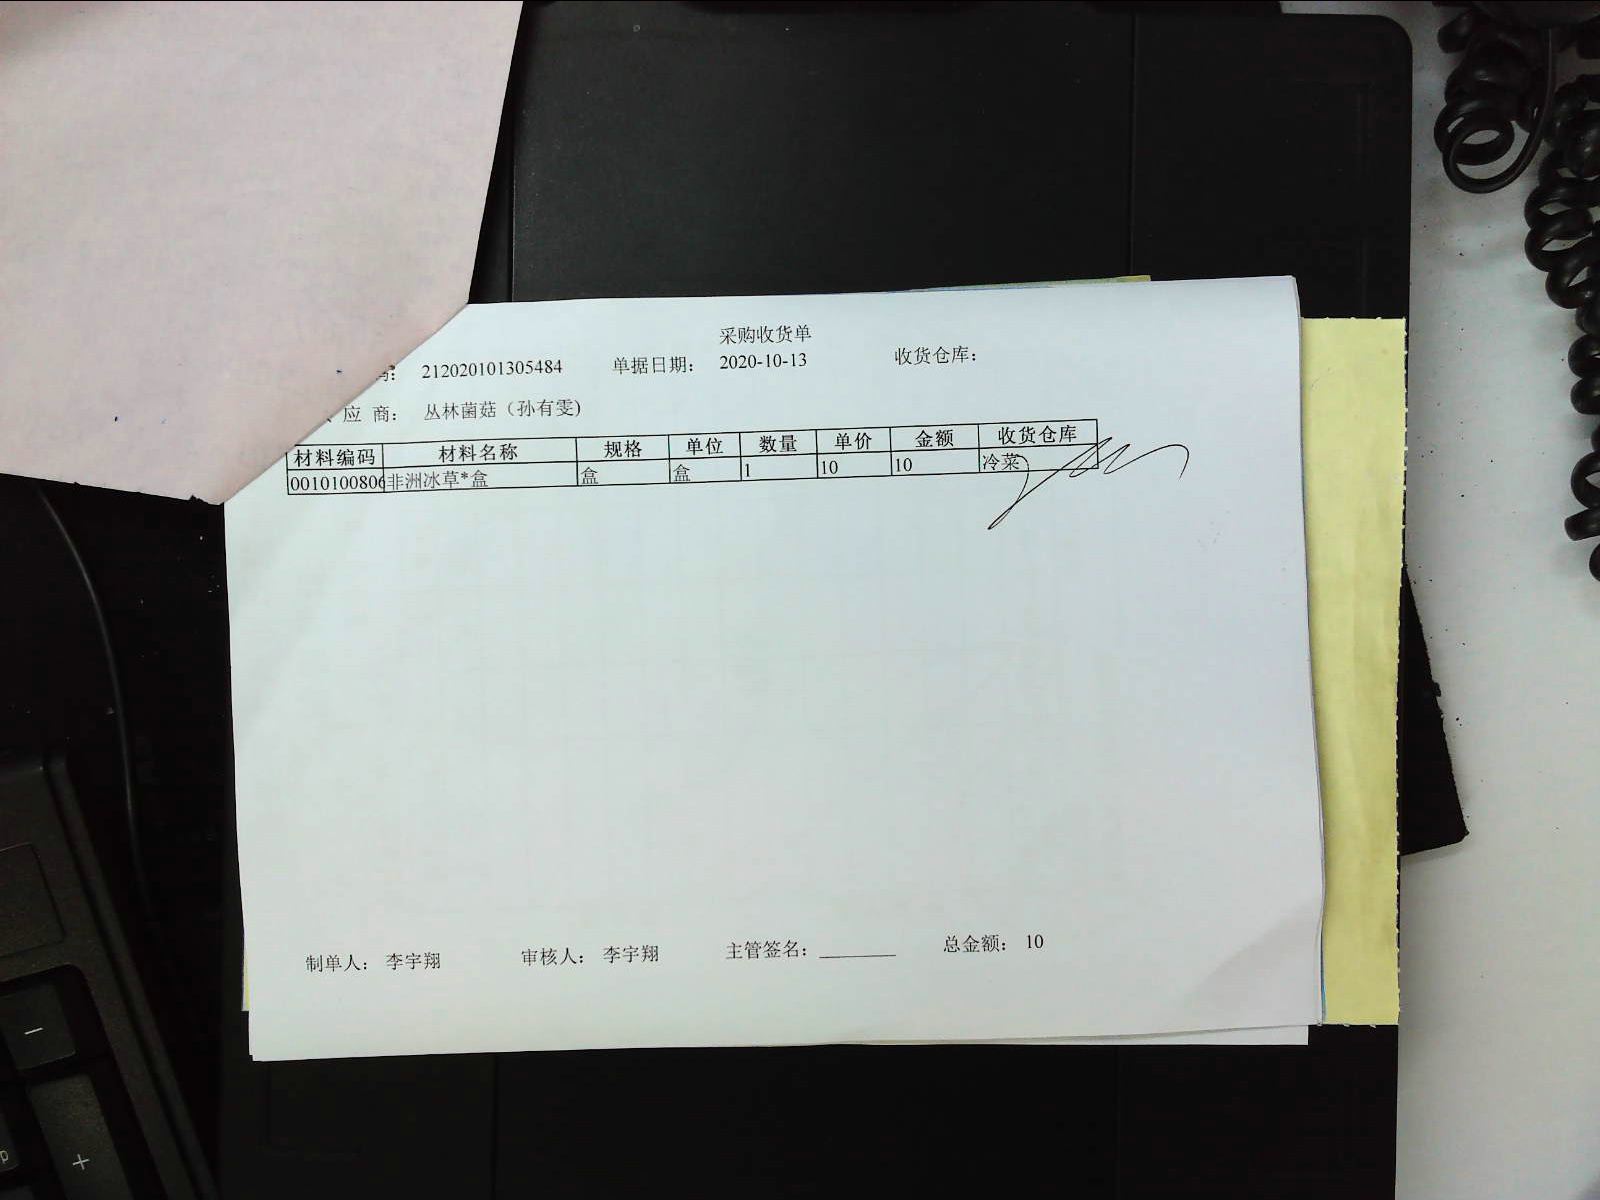 采购收货单
码： 212020101305484 单据日期： 2020-10-13 收货仓库：
应 商： 丛林菌菇（孙有雯）
材料编码 材料名称 规格 单位 数量 单价 金额 收货仓库
0010100806 非洲冰草*盒 盒 盒 1 10 10 冷菜
制单人： 李宇翔 审核人： 李宇翔 主管签名：________ 总金额： 10
−
+